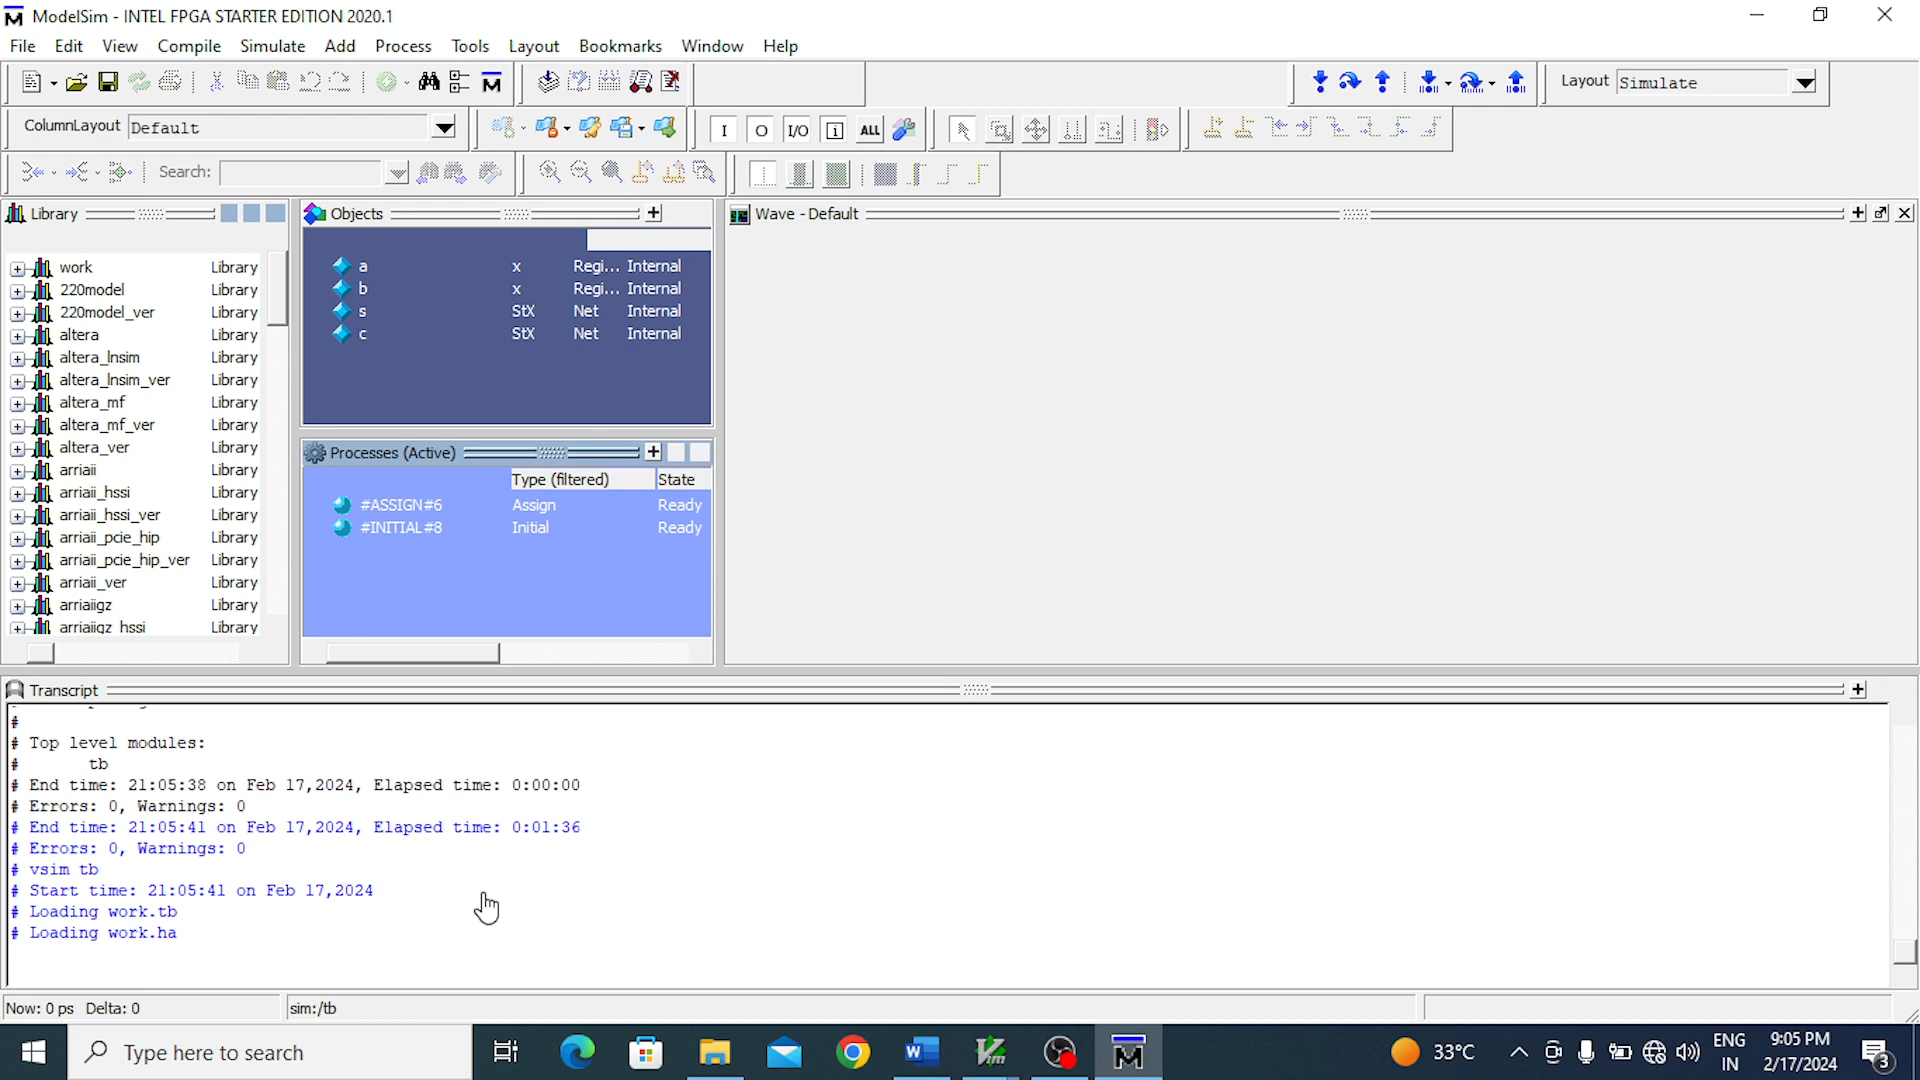 ModelSim - INTEL FPGA STARTER EDITION 2020.1
File Edit View Compile Simulate Add Process Tools Layout Bookmarks Window Help
Layout Simulate
ColumnLayout Default
I O I/O i ALL
Search:
Library
Objects
Wave - Default
work Library
220model Library
220model_ver Library
altera Library
altera_lnsim Library
altera_lnsim_ver Library
altera_mf Library
altera_mf_ver Library
altera_ver Library
arriaii Library
arriaii_hssi Library
arriaii_hssi_ver Library
arriaii_pcie_hip Library
arriaii_pcie_hip_ver Library
arriaii_ver Library
arriaiigz Library
arriaiigz_hssi Library
a x Regi... Internal
b x Regi... Internal
s StX Net Internal
c StX Net Internal
Processes (Active)
Type (filtered) State
#ASSIGN#6 Assign Ready
#INITIAL#8 Initial Ready
Transcript
#
# Top level modules:
# tb
# End time: 21:05:38 on Feb 17,2024, Elapsed time: 0:00:00
# Errors: 0, Warnings: 0
# End time: 21:05:41 on Feb 17,2024, Elapsed time: 0:01:36
# Errors: 0, Warnings: 0
# vsim tb
# Start time: 21:05:41 on Feb 17,2024
# Loading work.tb
# Loading work.ha
Now: 0 ps Delta: 0 sim:/tb
Type here to search
33°C
ENG
IN
9:05 PM
2/17/2024
3